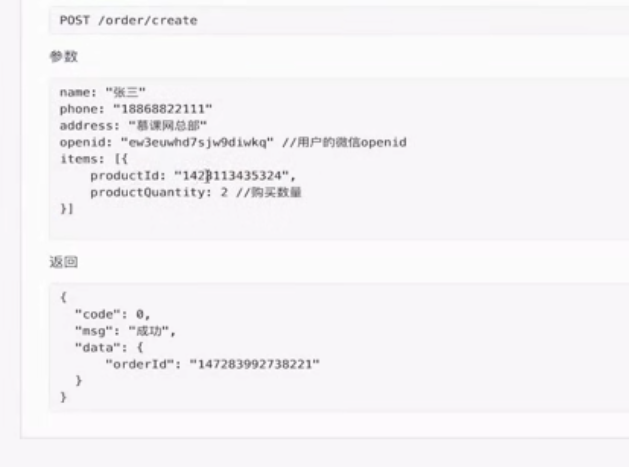 POST /order/create
参数
name: "张三"
phone: "18868822111"
address: "慕课网总部"
openid: "ew3euwhd7sjw9diwkq" //用户的微信openid
items: [{
    productId: "1423113435324",
    productQuantity: 2 //购买数量
}]
返回
{
  "code": 0,
  "msg": "成功",
  "data": {
      "orderId": "147283992738221"
  }
}